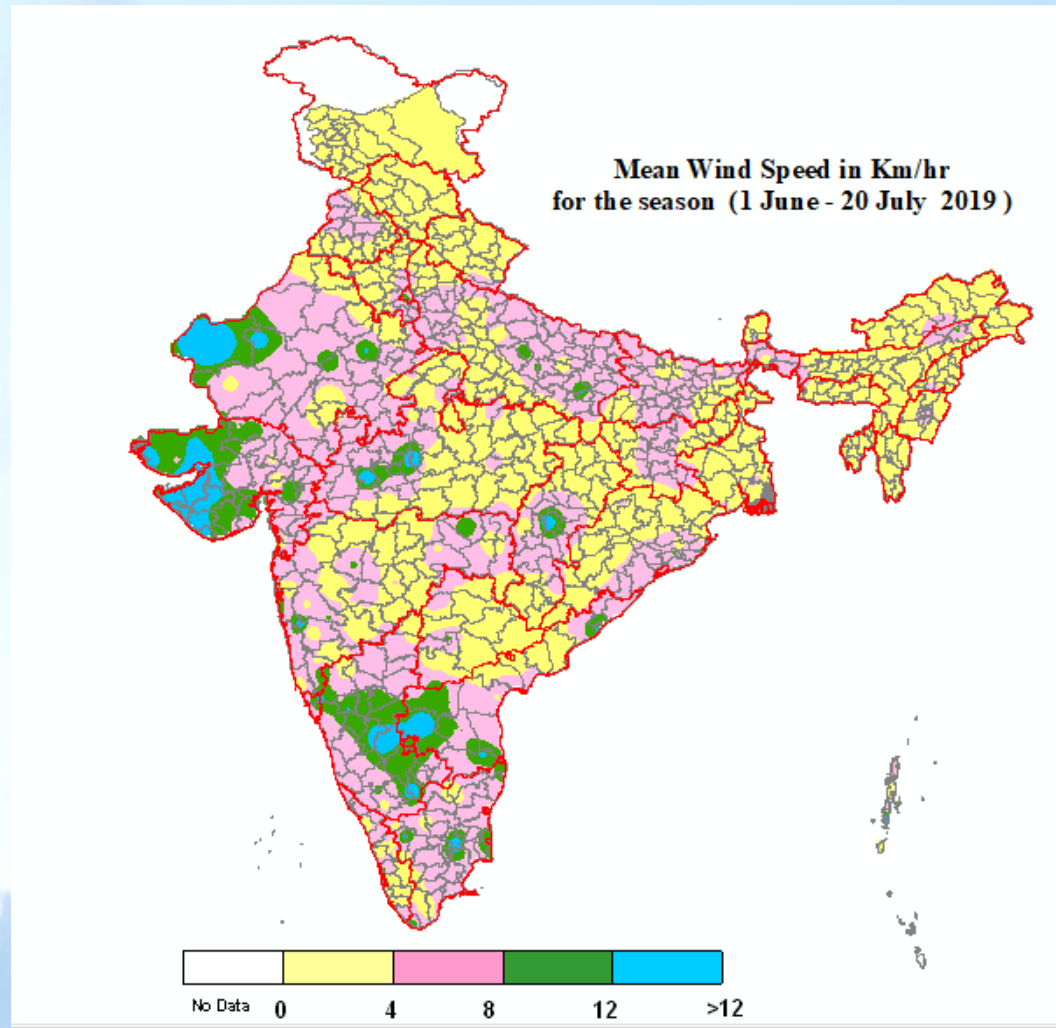 Mean Wind Speed in Km/hr
for the season (1 June - 20 July 2019 )
No Data 0 4 8 12 >12